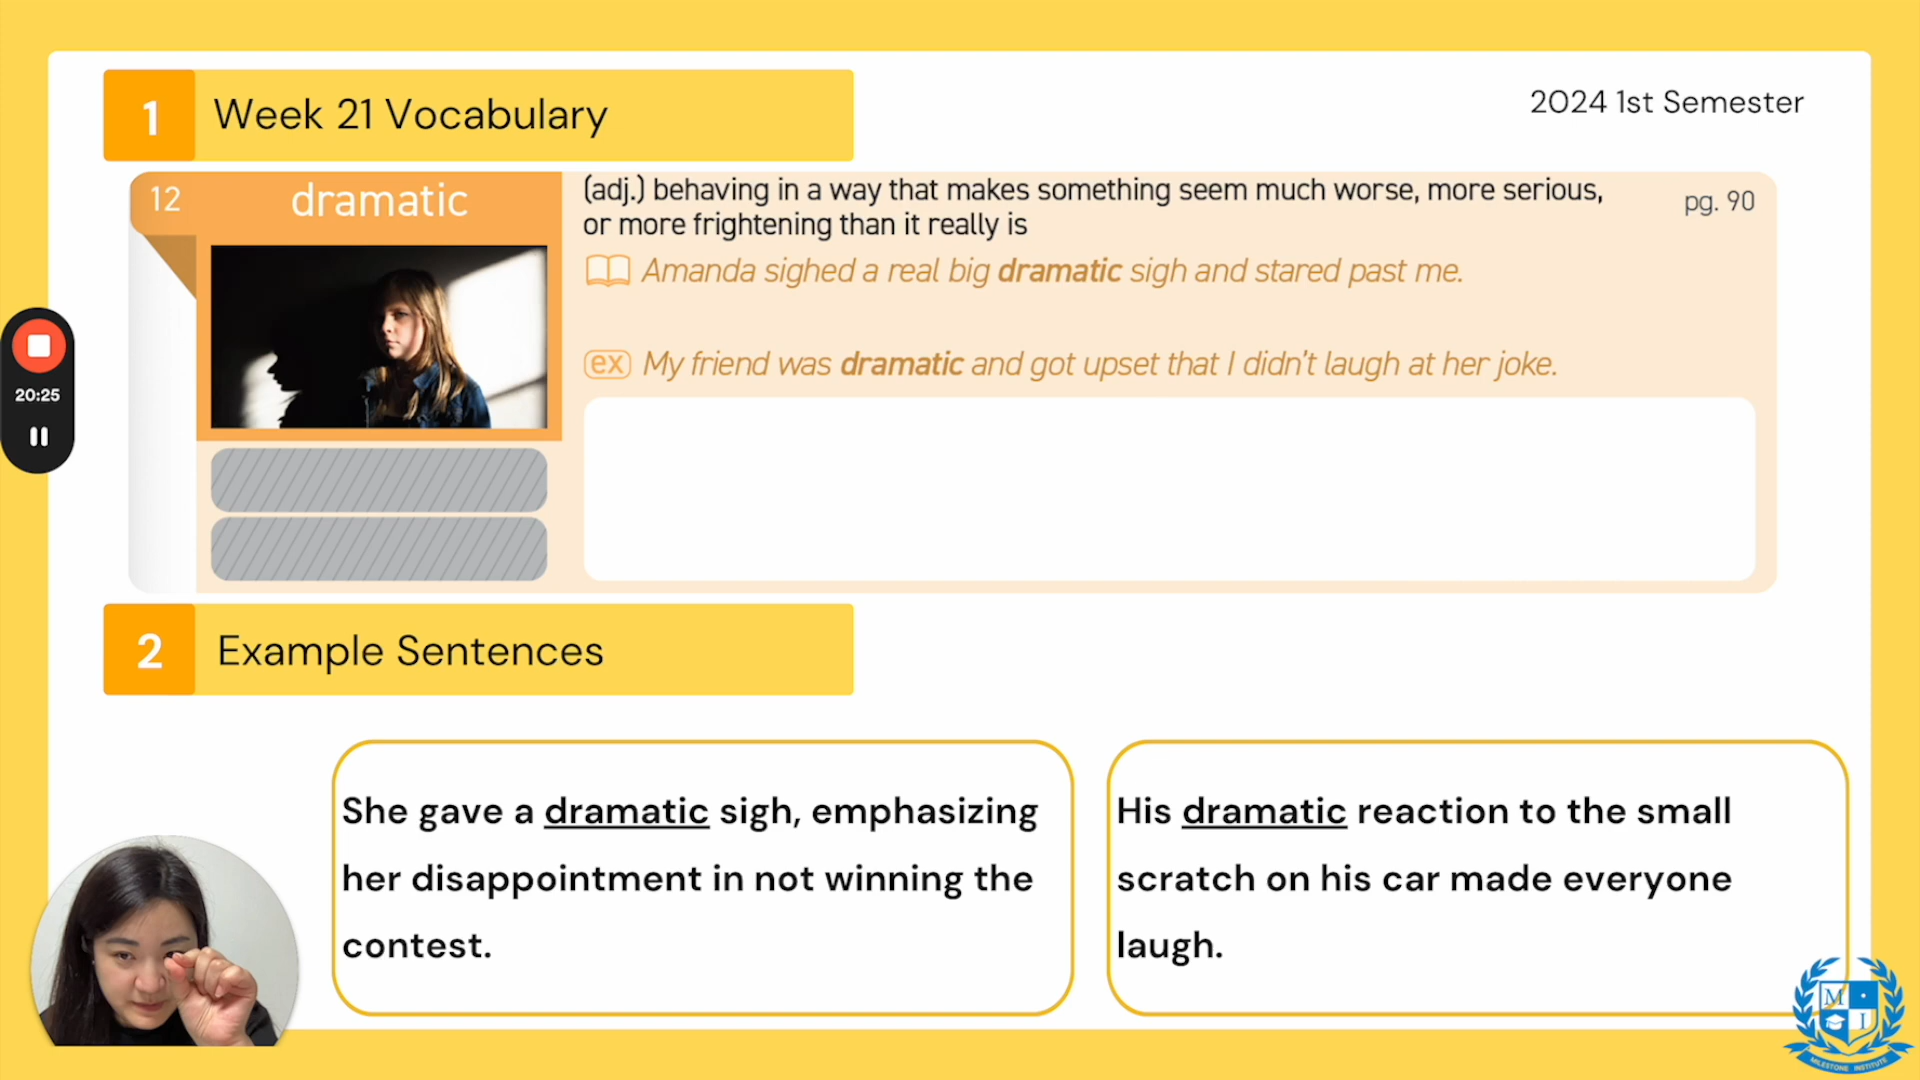 1 Week 21 Vocabulary
2024 1st Semester
12 dramatic
(adj.) behaving in a way that makes something seem much worse, more serious,
or more frightening than it really is
pg. 90
Amanda sighed a real big dramatic sigh and stared past me.
ex My friend was dramatic and got upset that I didn't laugh at her joke.
20:25
2 Example Sentences
She gave a dramatic sigh, emphasizing
her disappointment in not winning the
contest.
His dramatic reaction to the small
scratch on his car made everyone
laugh.
M
I
MILESTONE INSTITUTE